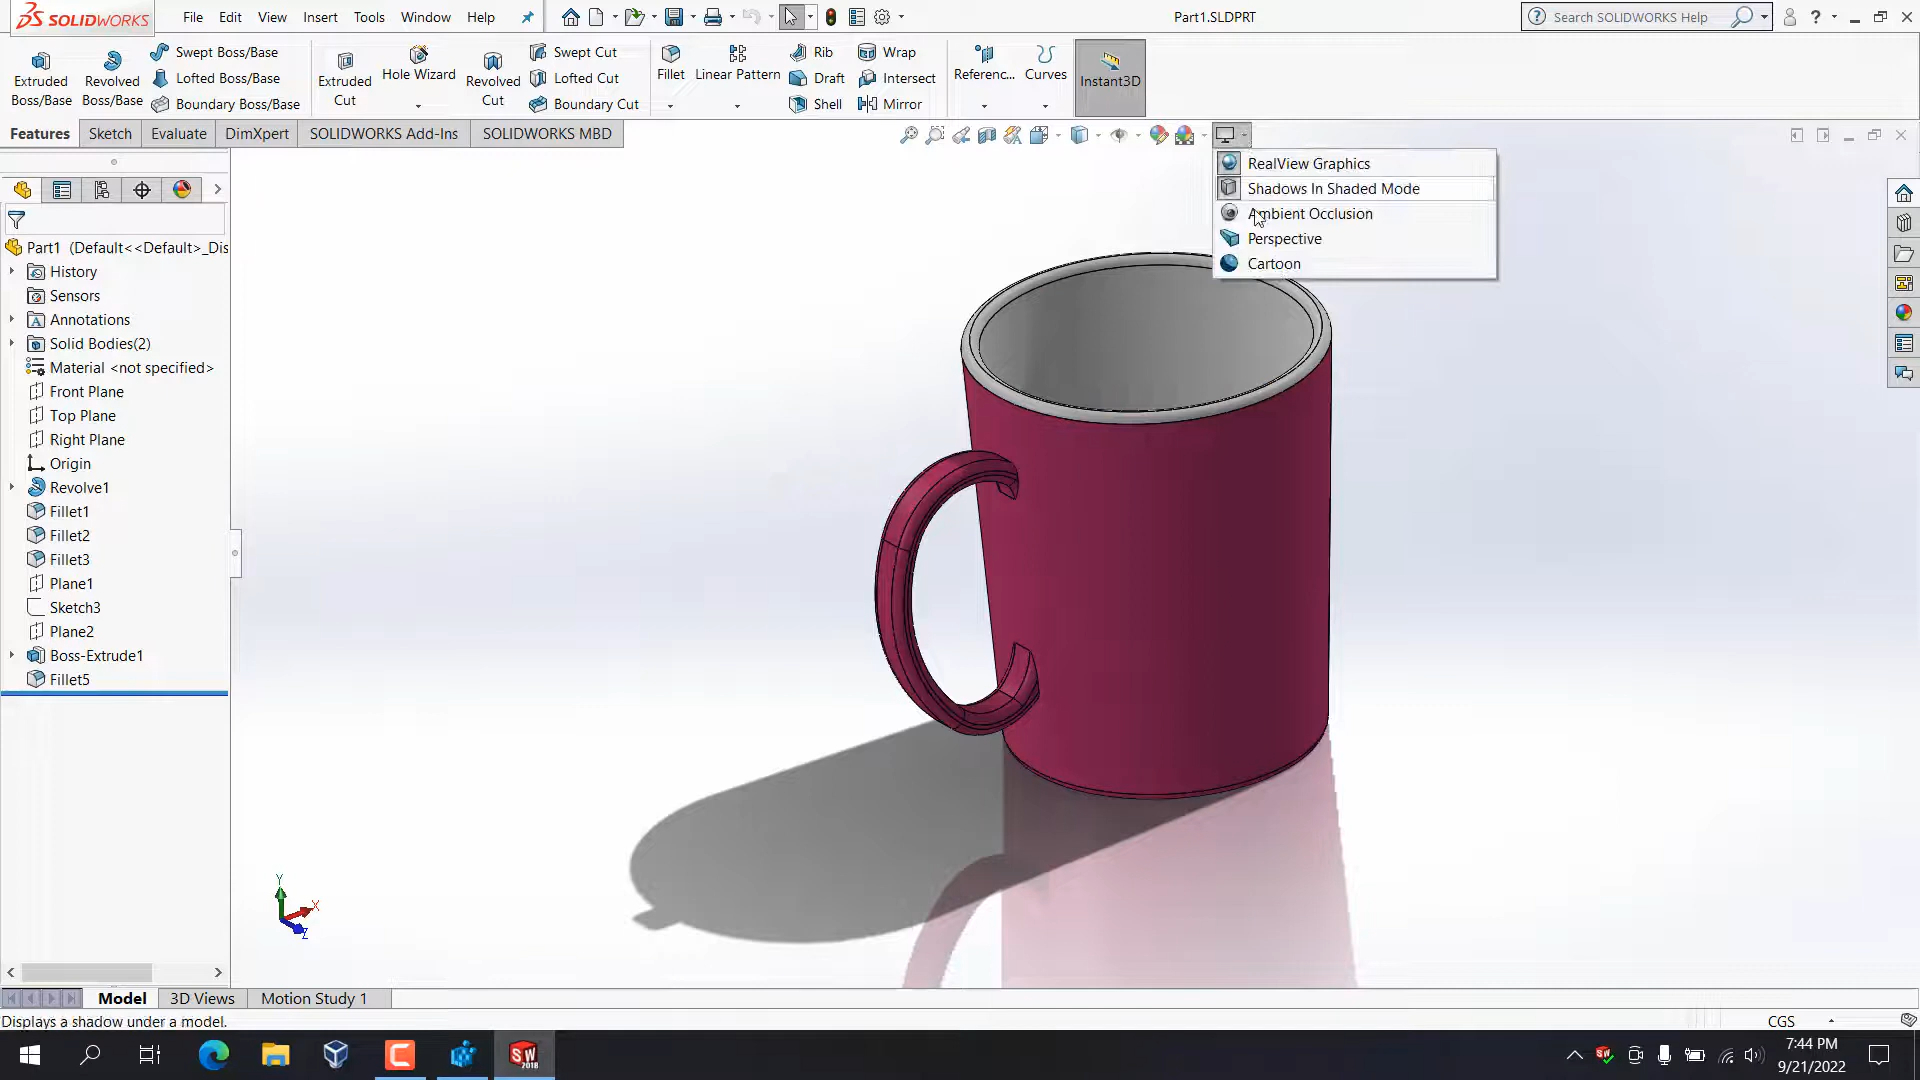 SOLIDWORKS
File Edit View Insert Tools Window Help
Part1.SLDPRT
Search SOLIDWORKS Help
Extruded Boss/Base
Revolved Boss/Base
Swept Boss/Base
Lofted Boss/Base
Boundary Boss/Base
Extruded Cut
Hole Wizard
Revolved Cut
Swept Cut
Lofted Cut
Boundary Cut
Fillet
Linear Pattern
Rib
Draft
Shell
Wrap
Intersect
Mirror
Referenc...
Curves
Instant3D
Features Sketch Evaluate DimXpert SOLIDWORKS Add-Ins SOLIDWORKS MBD
RealView Graphics
Shadows In Shaded Mode
Ambient Occlusion
Perspective
Cartoon
Part1 (Default<<Default>_Dis
History
Sensors
Annotations
Solid Bodies(2)
Material <not specified>
Front Plane
Top Plane
Right Plane
Origin
Revolve1
Fillet1
Fillet2
Fillet3
Plane1
Sketch3
Plane2
Boss-Extrude1
Fillet5
Y
X
Z
Model 3D Views Motion Study 1
Displays a shadow under a model.
CGS
SW
2018
7:44 PM
9/21/2022